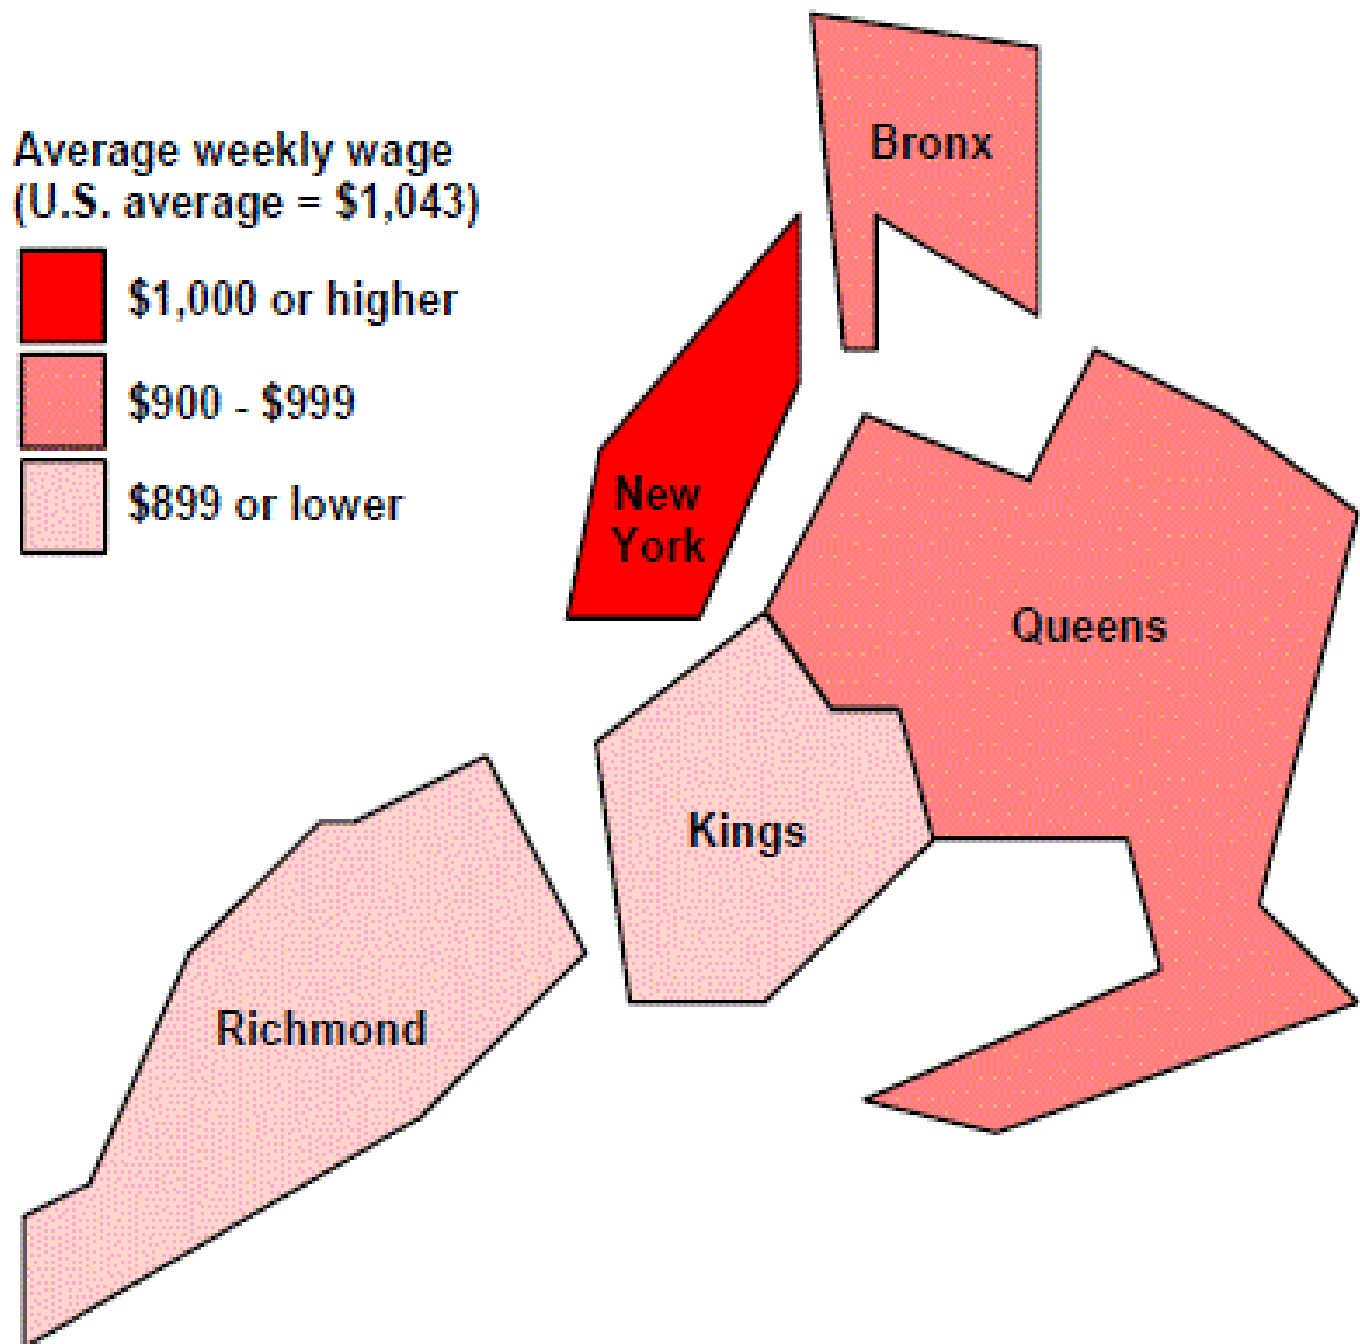 Bronx
Average weekly wage
(U.S. average = $1,043)
$1,000 or higher
$900 - $999
$899 or lower
New
York
Queens
Kings
Richmond